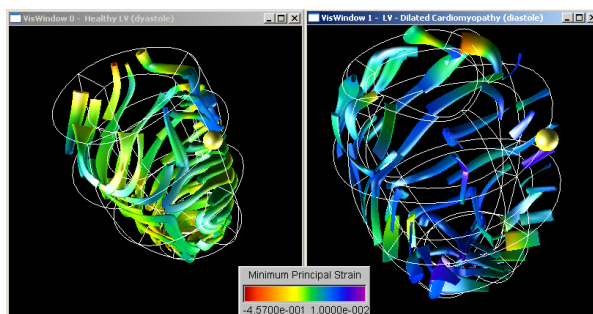 VisWindow 0 - Healthy LV (dyastole)
VisWindow 1 - LV - Dilated Cardiomyopathy (diastole)
Minimum Principal Strain
-4.5700e-001 1.0000e-002